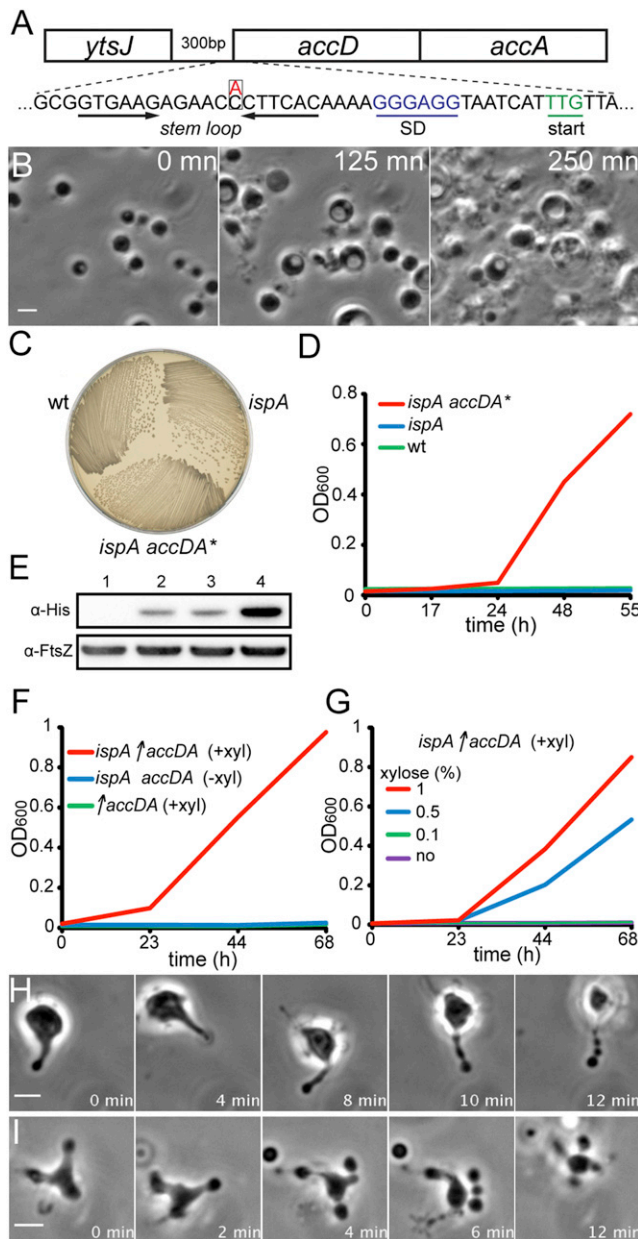 A
ytsJ 300bp accD accA
A
...GCGGTGAAGAGAACCCTTCACAAAAGGGAGGTAATCATTTGTTA...
stem loop SD start
B 0 mn 125 mn 250 mn
C
wt ispA
ispA accDA*
D
0.8
0.6
0.4
0.2
0
OD600
ispA accDA*
ispA
wt
0 17 24 48 55
time (h)
E
1 2 3 4
α-His
α-FtsZ
F
1
0.8
0.6
0.4
0.2
0
OD600
ispA ↑accDA (+xyl)
ispA accDA (-xyl)
↑accDA (+xyl)
0 23 44 68
time (h)
G
1
0.8
0.6
0.4
0.2
0
OD600
ispA ↑accDA (+xyl)
xylose (%)
1
0.5
0.1
no
0 23 44 68
time (h)
H
0 min 4 min 8 min 10 min 12 min
I
0 min 2 min 4 min 6 min 12 min